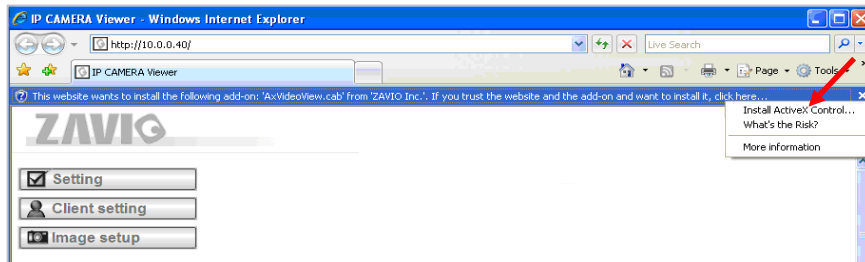 IP CAMERA Viewer - Windows Internet Explorer
http://10.0.0.40/
Live Search
IP CAMERA Viewer
Page
Tools
This website wants to install the following add-on: 'AxVideoView.cab' from 'ZAVIO Inc.'. If you trust the website and the add-on and want to install it, click here...
Install ActiveX Control...
What's the Risk?
More information
ZAVIO
Setting
Client setting
Image setup